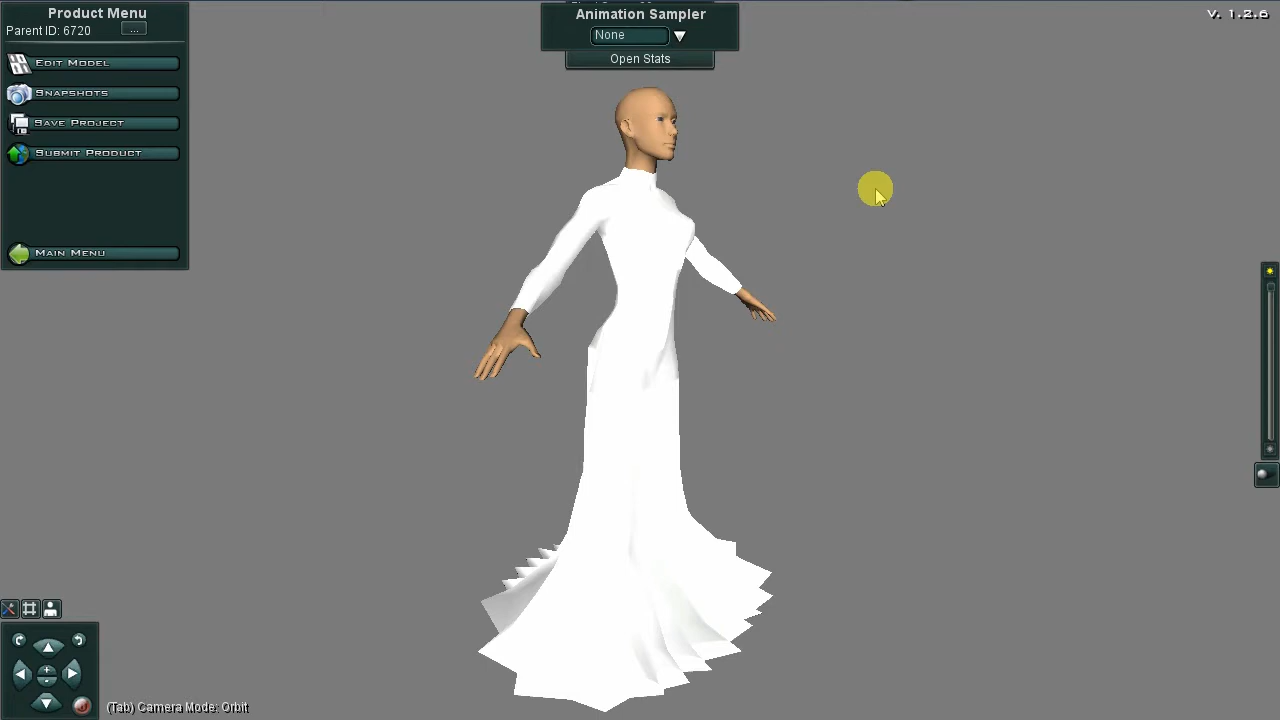 Product Menu
Parent ID: 6720
...
EDIT MODEL
SNAPSHOTS
SAVE PROJECT
SUBMIT PRODUCT
MAIN MENU
Animation Sampler
None
Open Stats
V. 1.2.6
(Tab) Camera Mode: Orbit